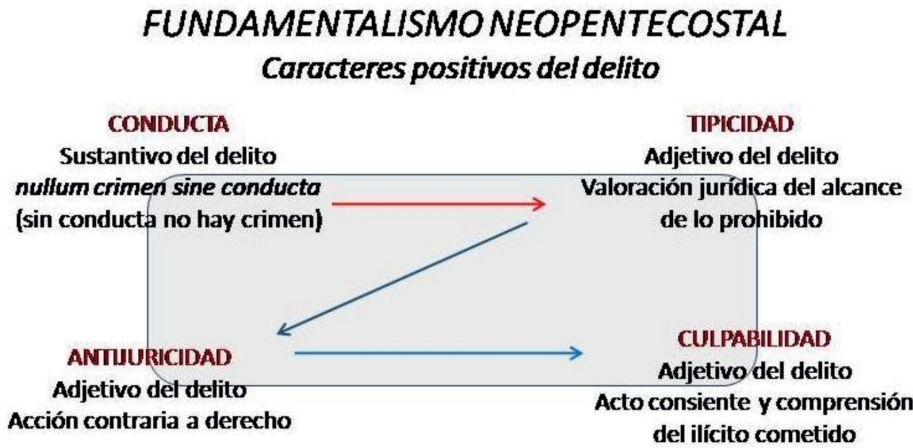 FUNDAMENTALISMO NEOPENTECOSTAL
Caracteres positivos del delito
CONDUCTA
Sustantivo del delito
nullum crimen sine conducta
(sin conducta no hay crimen)
TIPICIDAD
Adjetivo del delito
Valoración jurídica del alcance
de lo prohibido
ANTIJURICIDAD
Adjetivo del delito
Acción contraria a derecho
CULPABILIDAD
Adjetivo del delito
Acto consiente y comprensión
del ilícito cometido